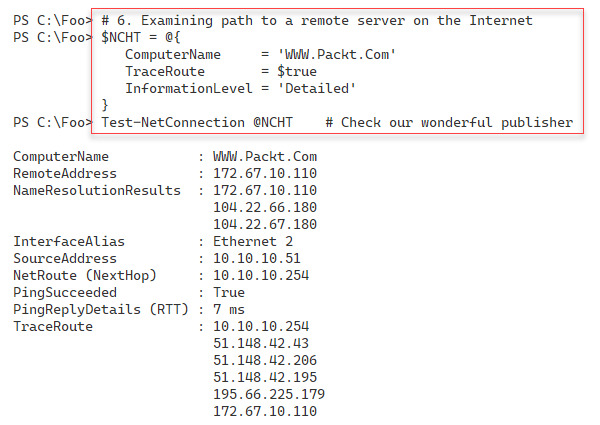 PS C:\Foo> # 6. Examining path to a remote server on the Internet
PS C:\Foo> $NCHT = @{
   ComputerName     = 'WWW.Packt.Com'
   TraceRoute       = $true
   InformationLevel = 'Detailed'
}
PS C:\Foo> Test-NetConnection @NCHT    # Check our wonderful publisher

ComputerName           : WWW.Packt.Com
RemoteAddress          : 172.67.10.110
NameResolutionResults  : 172.67.10.110
                         104.22.66.180
                         104.22.67.180
InterfaceAlias         : Ethernet 2
SourceAddress          : 10.10.10.51
NetRoute (NextHop)     : 10.10.10.254
PingSucceeded          : True
PingReplyDetails (RTT) : 7 ms
TraceRoute             : 10.10.10.254
                         51.148.42.43
                         51.148.42.206
                         51.148.42.195
                         195.66.225.179
                         172.67.10.110